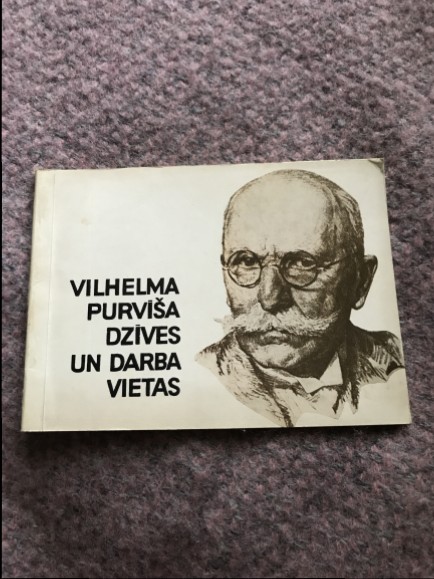 VILHELMA
PURVĪŠA
DZĪVES
UN DARBA
VIETAS